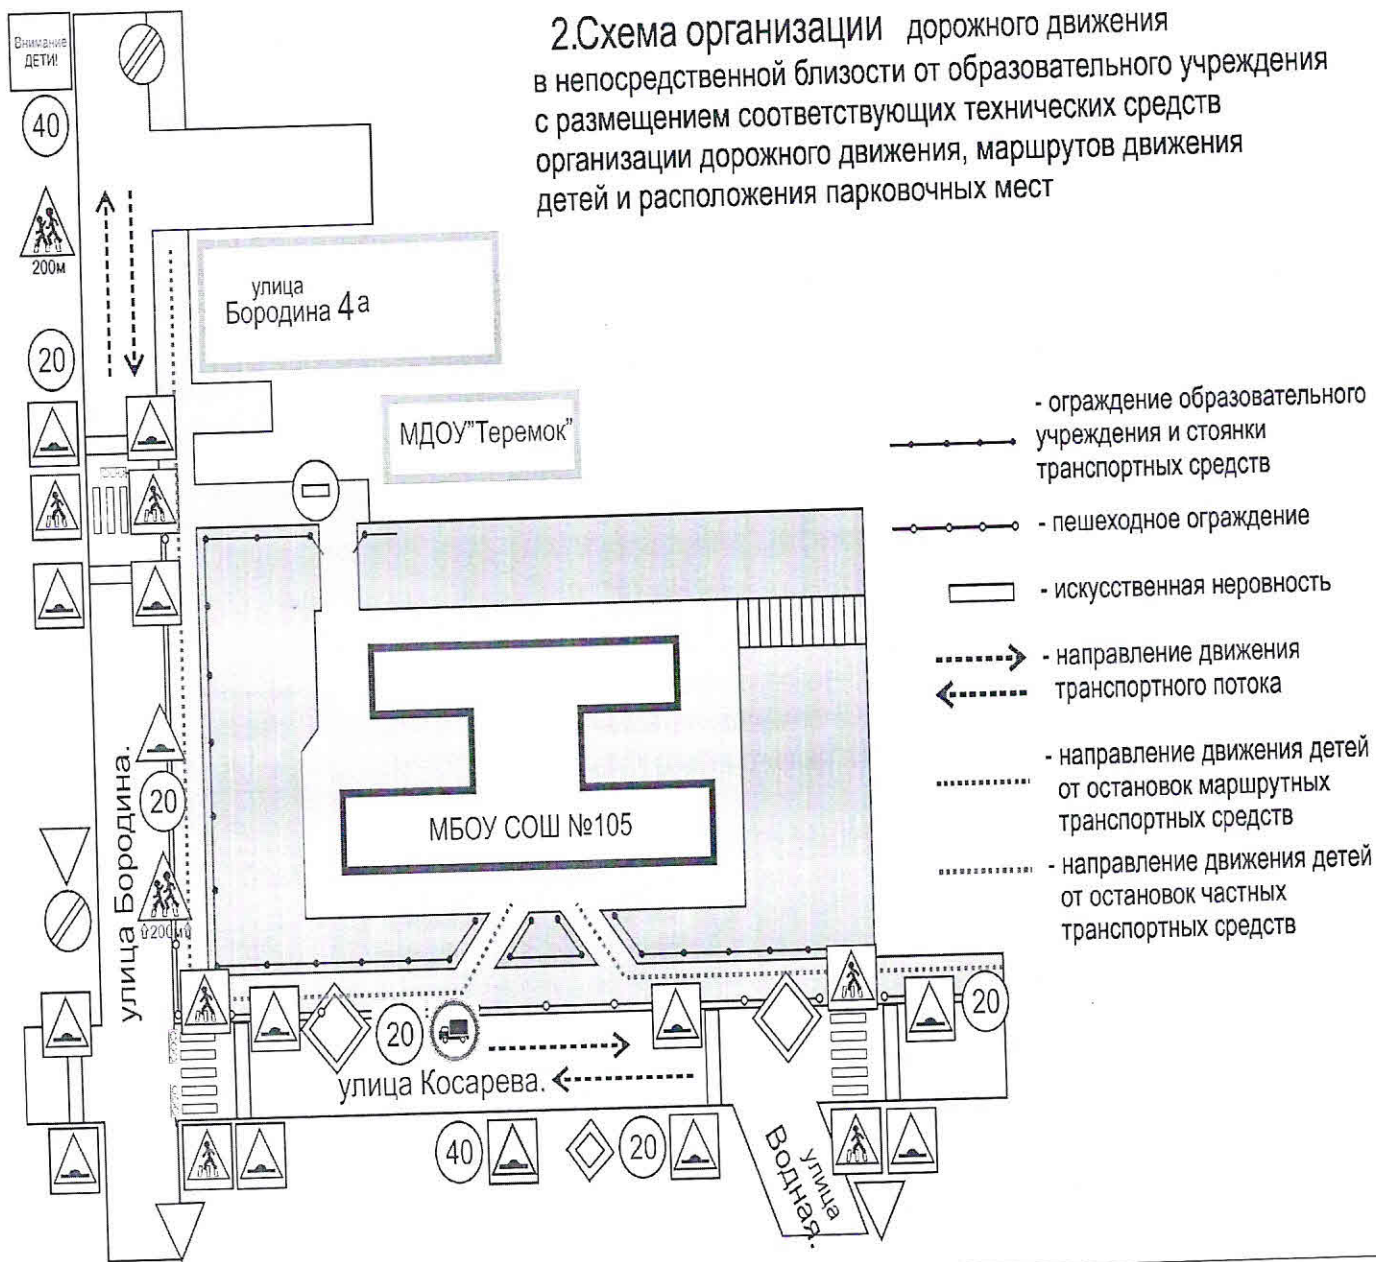 2.Схема организации дорожного движения
в непосредственной близости от образовательного учреждения
с размещением соответствующих технических средств
организации дорожного движения, маршрутов движения
детей и расположения парковочных мест
Внимание
ДЕТИ!
40
200м
20
улица
Бородина 4а
МДОУ"Теремок"
- ограждение образовательного
учреждения и стоянки
транспортных средств
- пешеходное ограждение
- искусственная неровность
- направление движения
транспортного потока
- направление движения детей
от остановок маршрутных
транспортных средств
- направление движения детей
от остановок частных
транспортных средств
улица Бородина.
20
200м
МБОУ СОШ №105
20
20
улица Косарева.
40
20
улица
Водная.